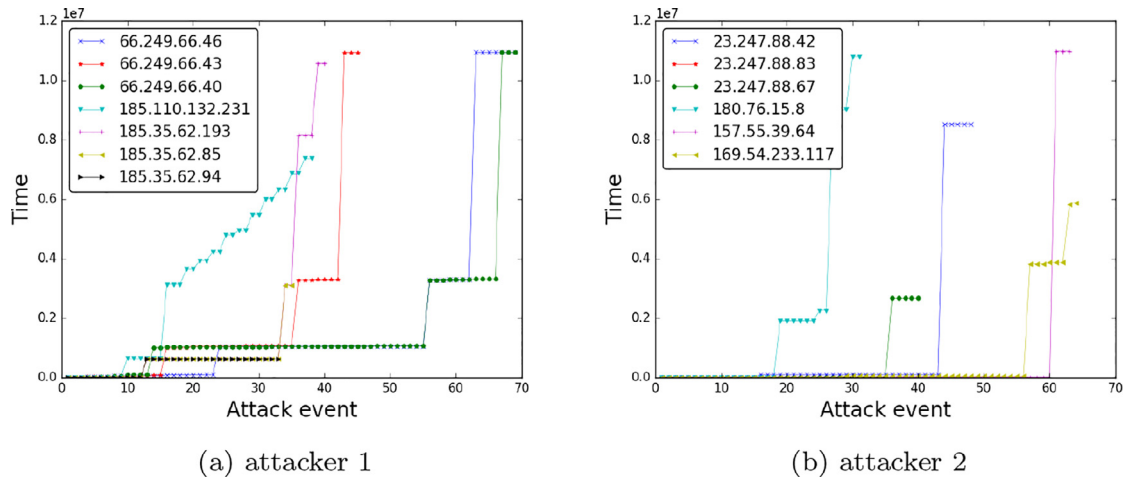 1e7
1.2
1.0
0.8
0.6
0.4
0.2
0.0
Time
66.249.66.46
66.249.66.43
66.249.66.40
185.110.132.231
185.35.62.193
185.35.62.85
185.35.62.94
0 10 20 30 40 50 60 70
Attack event
(a) attacker 1
1e7
1.2
1.0
0.8
0.6
0.4
0.2
0.0
Time
23.247.88.42
23.247.88.83
23.247.88.67
180.76.15.8
157.55.39.64
169.54.233.117
0 10 20 30 40 50 60 70
Attack event
(b) attacker 2